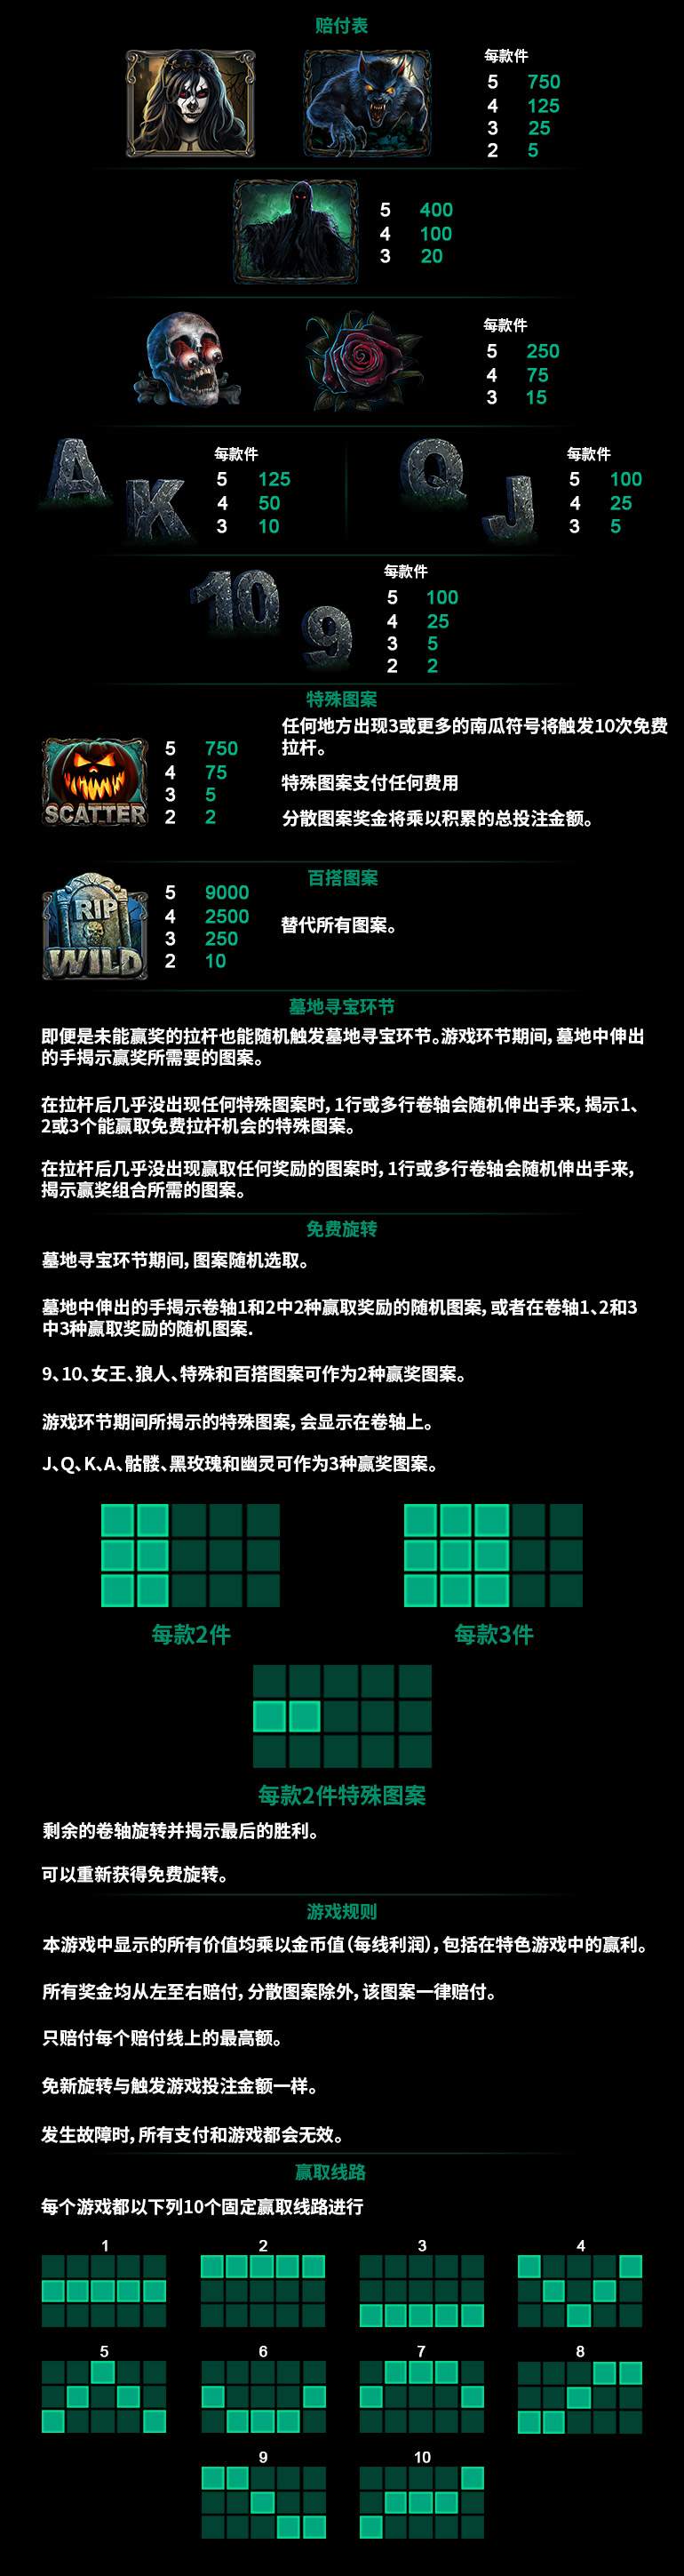 赔付表
每款件
5 750
4 125
3 25
2 5
5 400
4 100
3 20
每款件
5 250
4 75
3 15
A K
每款件
5 125
4 50
3 10
Q J
每款件
5 100
4 25
3 5
10 9
每款件
5 100
4 25
3 5
2 2
特殊图案
SCATTER
5 750
4 75
3 5
2 2
任何地方出现3或更多的南瓜符号将触发10次免费
拉杆。
特殊图案支付任何费用
分散图案奖金将乘以积累的总投注金额。
百搭图案
RIP
WILD
5 9000
4 2500
3 250
2 10
替代所有图案。
墓地寻宝环节
即便是未能赢奖的拉杆也能随机触发墓地寻宝环节。游戏环节期间，墓地中伸出
的手揭示赢奖所需要的图案。
在拉杆后几乎没出现任何特殊图案时，1行或多行卷轴会随机伸出手来，揭示1、
2或3个能赢取免费拉杆机会的特殊图案。
在拉杆后几乎没出现赢取任何奖励的图案时，1行或多行卷轴会随机伸出手来，
揭示赢奖组合所需的图案。
免费旋转
墓地寻宝环节期间，图案随机选取。
墓地中伸出的手揭示卷轴1和2中2种赢取奖励的随机图案，或者在卷轴1、2和3
中3种赢取奖励的随机图案.
9、10、女王、狼人、特殊和百搭图案可作为2种赢奖图案。
游戏环节期间所揭示的特殊图案，会显示在卷轴上。
J、Q、K、A、骷髅、黑玫瑰和幽灵可作为3种赢奖图案。
每款2件
每款3件
每款2件特殊图案
剩余的卷轴旋转并揭示最后的胜利。
可以重新获得免费旋转。
游戏规则
本游戏中显示的所有价值均乘以金币值（每线利润），包括在特色游戏中的赢利。
所有奖金均从左至右赔付，分散图案除外，该图案一律赔付。
只赔付每个赔付线上的最高额。
免新旋转与触发游戏投注金额一样。
发生故障时，所有支付和游戏都会无效。
赢取线路
每个游戏都以下列10个固定赢取线路进行
1 2 3 4
5 6 7 8
9 10